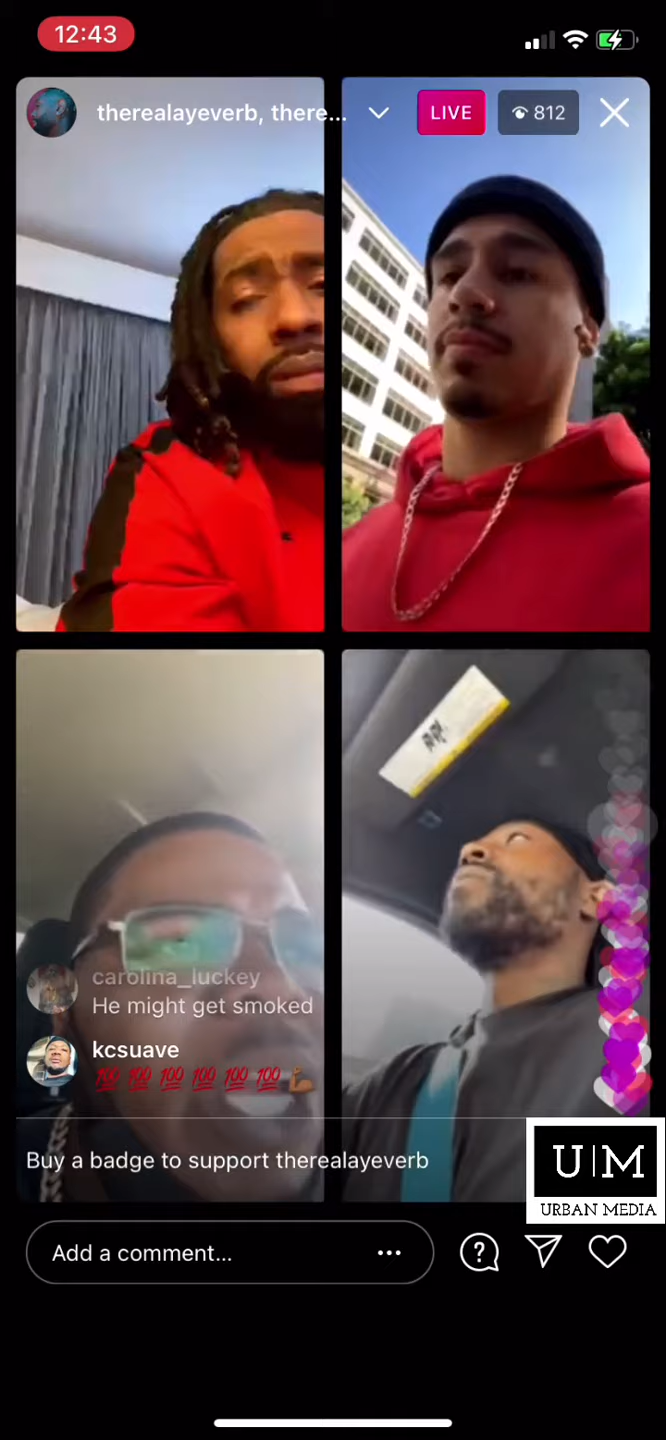 12:43
therealayeverb, there...
LIVE
812
carolina_luckey
He might get smoked
kcsuave
💯 💯 💯 💯 💯 💯 💪🏾
Buy a badge to support therealayeverb
U|M
URBAN MEDIA
Add a comment...